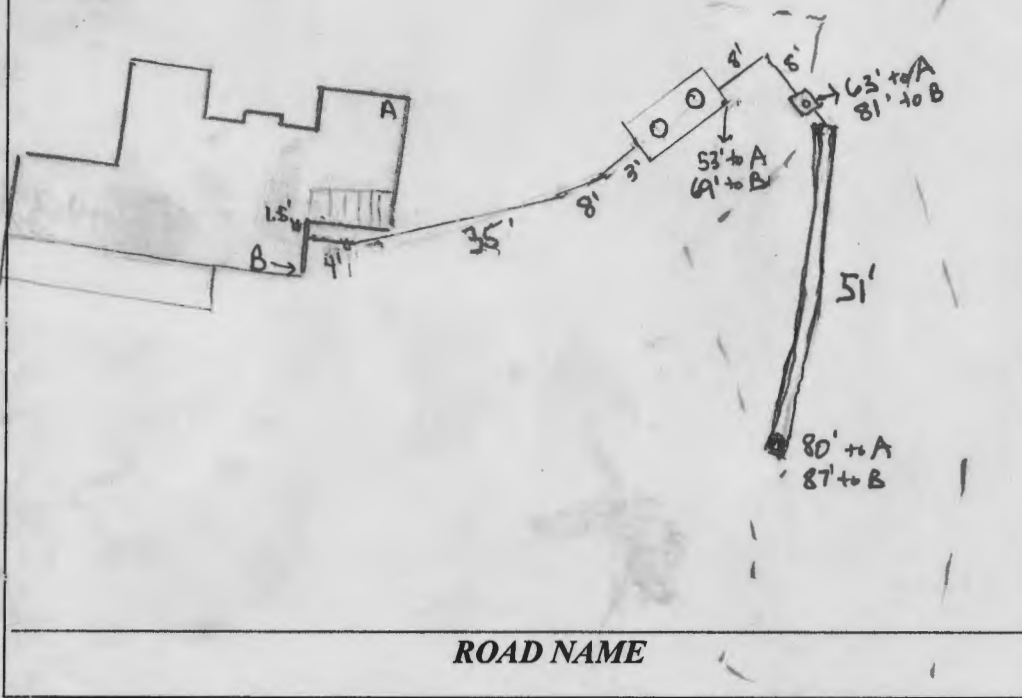 8'
8'
63' to A
81' to B
A
53' to A
69' to B
3'
8'
35'
1.5'
4'
B
51'
80' to A
87' to B
ROAD NAME